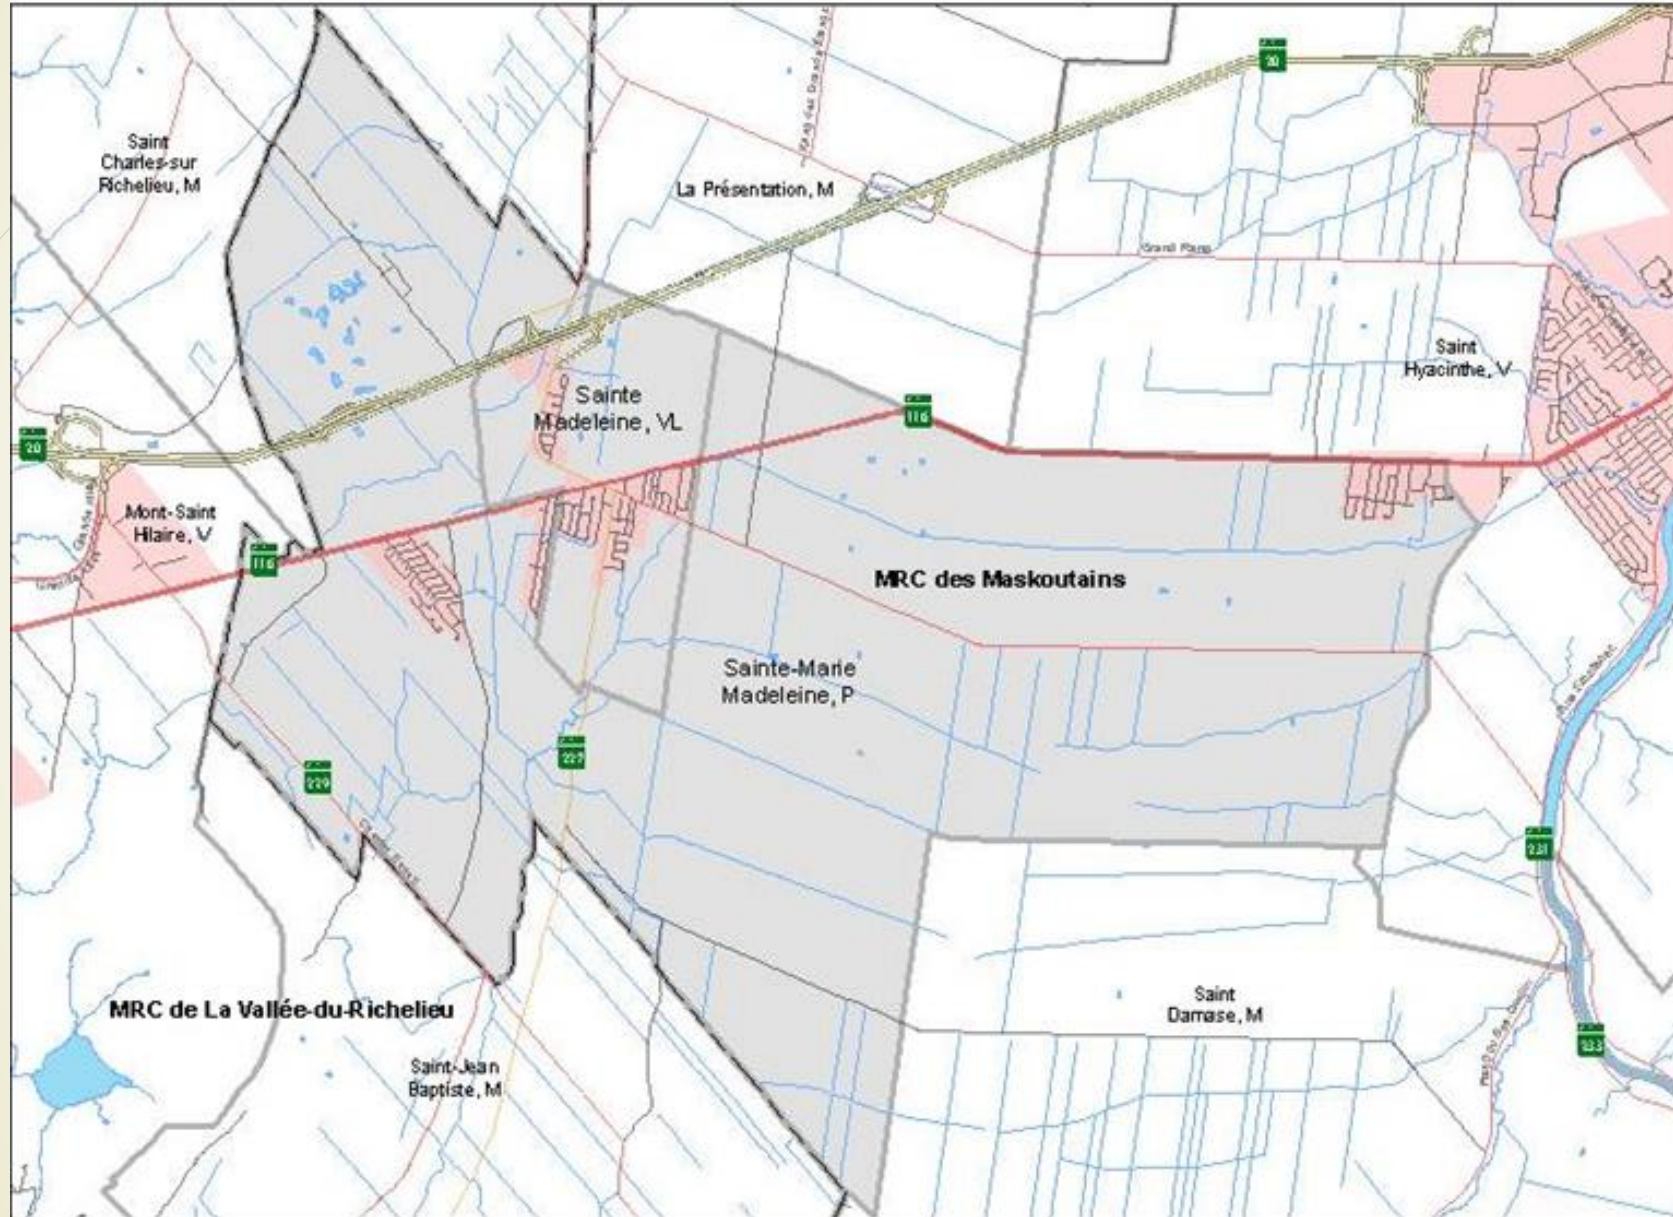 20
Saint
Charles-sur
Richelieu, M
La Présentation, M
Grand Rang
Saint
Hyacinthe, V
Sainte
Madeleine, VL
116
20
Mont-Saint
Hilaire, V
116
MRC des Maskoutains
Sainte-Marie
Madeleine, P
227
229
231
MRC de La Vallée-du-Richelieu
Saint
Damase, M
233
Saint-Jean
Baptiste, M